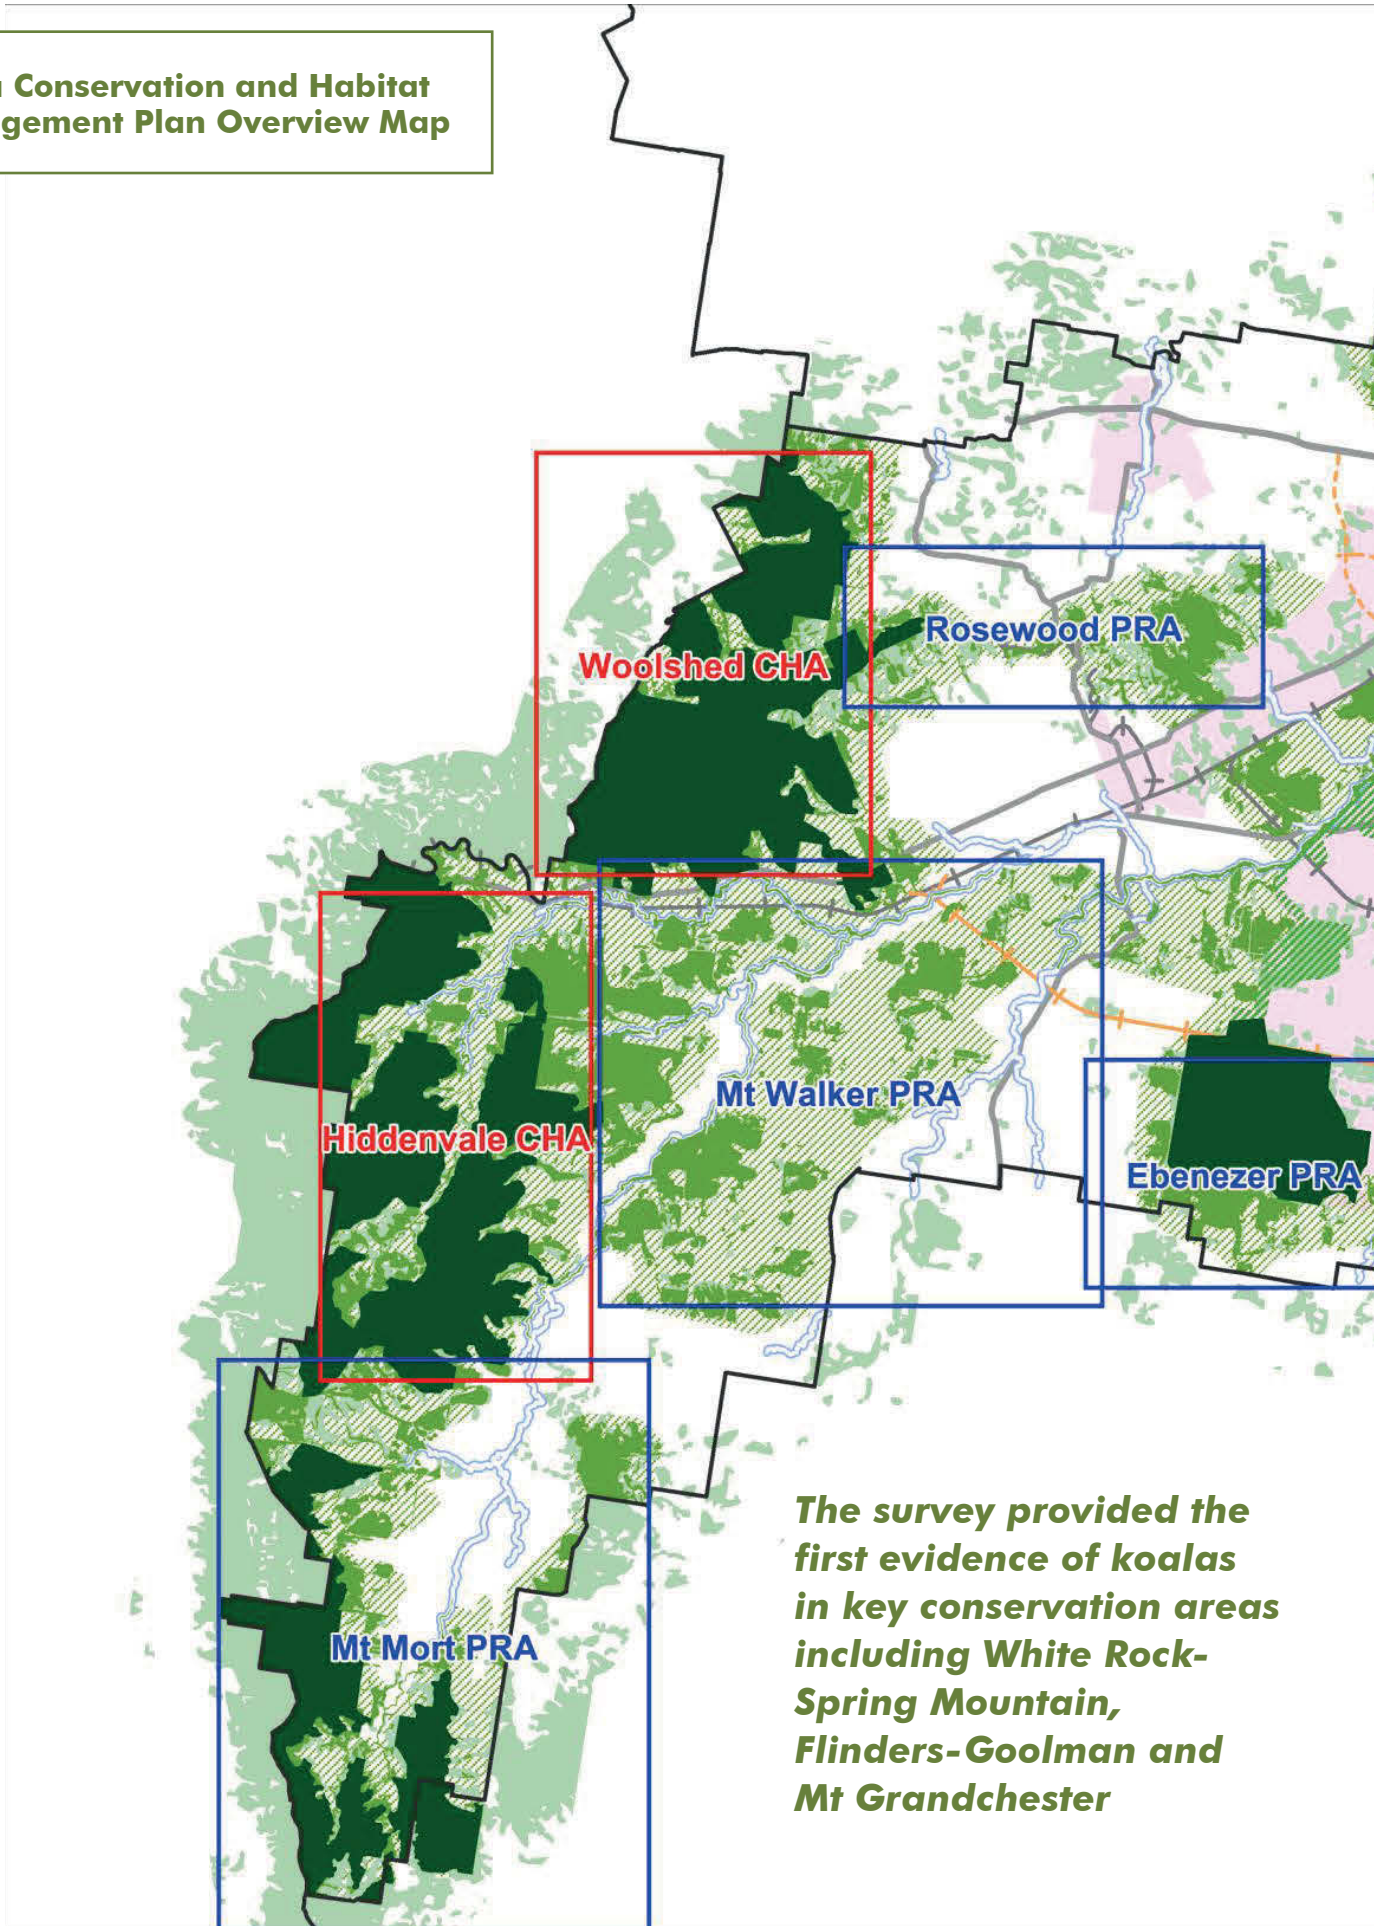 Conservation and Habitat
gement Plan Overview Map
Rosewood PRA
Woolshed CHA
Mt Walker PRA
Hiddenvale CHA
Ebenezer PRA
The survey provided the
first evidence of koalas
in key conservation areas
including White Rock-
Spring Mountain,
Flinders-Goolman and
Mt Grandchester
Mt Mort PRA